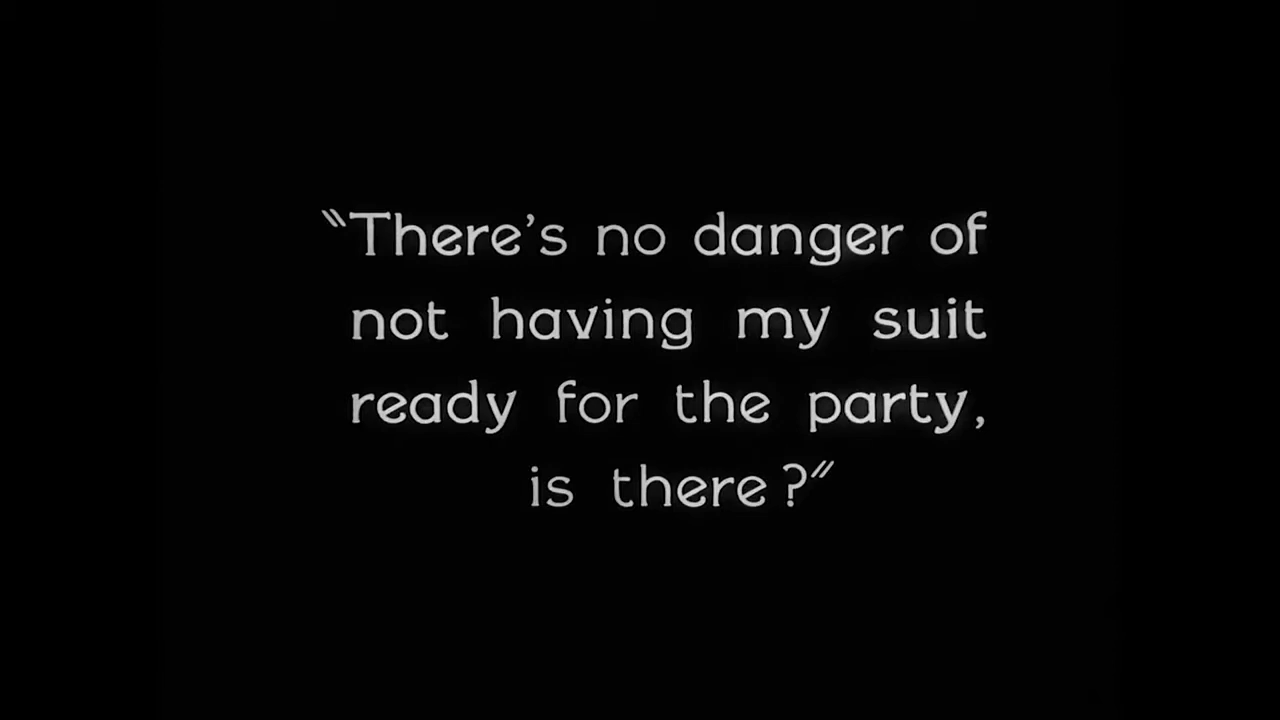 "There's no danger of
not having my suit
ready for the party,
is there?"